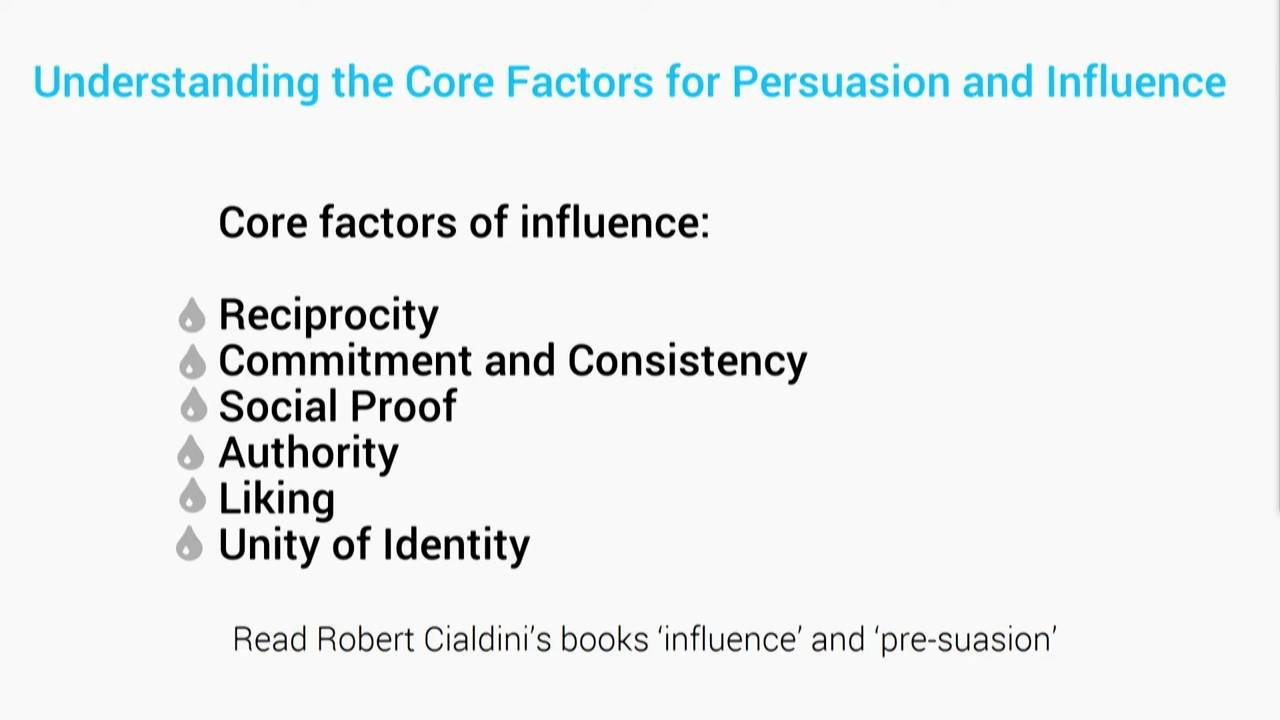 Understanding the Core Factors for Persuasion and Influence
Core factors of influence:
Reciprocity
Commitment and Consistency
Social Proof
Authority
Liking
Unity of Identity
Read Robert Cialdini's books ‘influence’ and ‘pre-suasion’